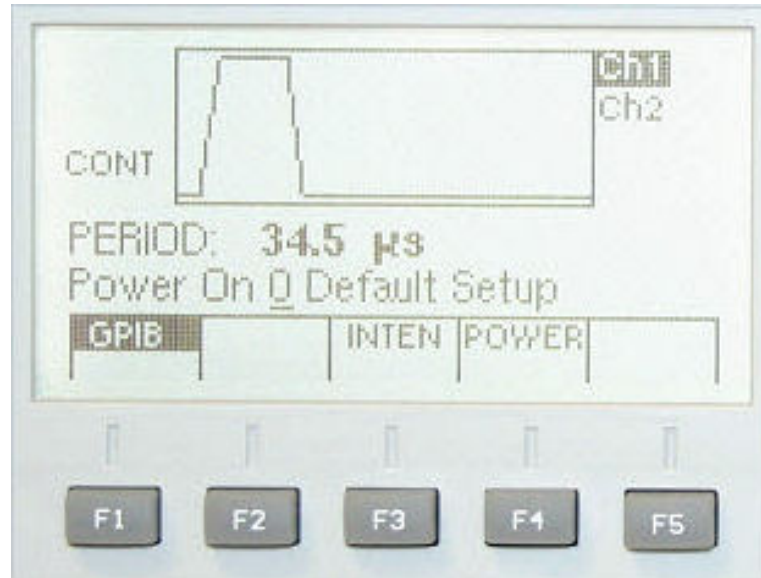 Ch1
Ch2
CONT
PERIOD: 34.5 µs
Power On 0 Default Setup
GPIB INTEN POWER
F1 F2 F3 F4 F5